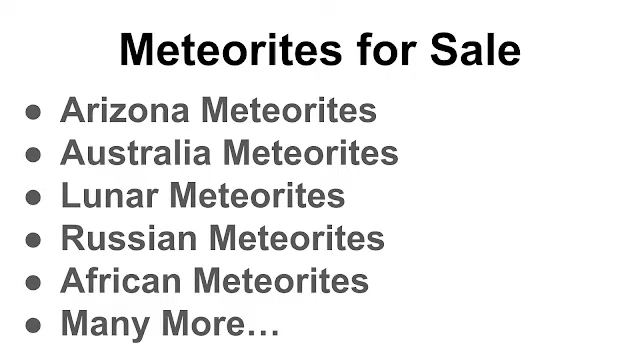 Meteorites for Sale
● Arizona Meteorites
● Australia Meteorites
● Lunar Meteorites
● Russian Meteorites
● African Meteorites
● Many More…